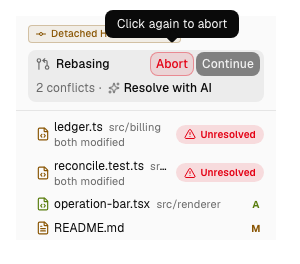 Click again to abort
Detached H
Rebasing Abort Continue
2 conflicts · Resolve with AI
ledger.ts src/billing Unresolved
both modified
reconcile.test.ts sr... Unresolved
both modified
operation-bar.tsx src/renderer A
README.md M